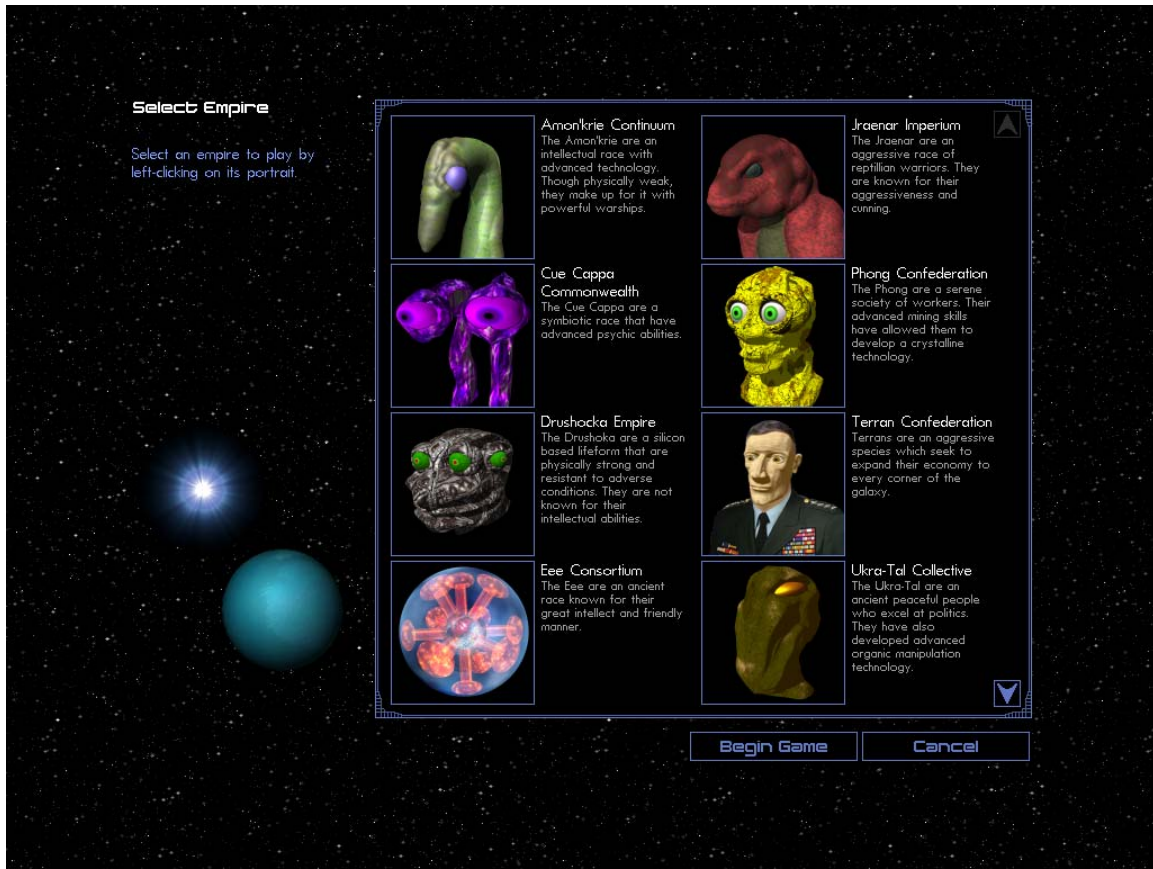 Select Empire
Select an empire to play by
left-clicking on its portrait.
Amon'krie Continuum
The Amon'krie are an
intellectual race with
advanced technology.
Though physically weak,
they make up for it with
powerful warships.
Jraenar Imperium
The Jraenar are an
aggressive race of
reptillian warriors. They
are known for their
aggressiveness and
cunning.
Cue Cappa
Commonwealth
The Cue Cappa are a
symbiotic race that have
advanced psychic abilities.
Phong Confederation
The Phong are a serene
society of workers. Their
advanced mining skills
have allowed them to
develop a crystalline
technology.
Drushocka Empire
The Drushoka are a silicon
based lifeform that are
physically strong and
resistant to adverse
conditions. They are not
known for their
intellectual abilities.
Terran Confederation
Terrans are an aggressive
species which seek to
expand their economy to
every corner of the
galaxy.
Eee Consortium
The Eee are an ancient
race known for their
great intellect and friendly
manner.
Ukra-Tal Collective
The Ukra-Tal are an
ancient peaceful people
who excel at politics.
They have also
developed advanced
organic manipulation
technology.
Begin Game
Cancel